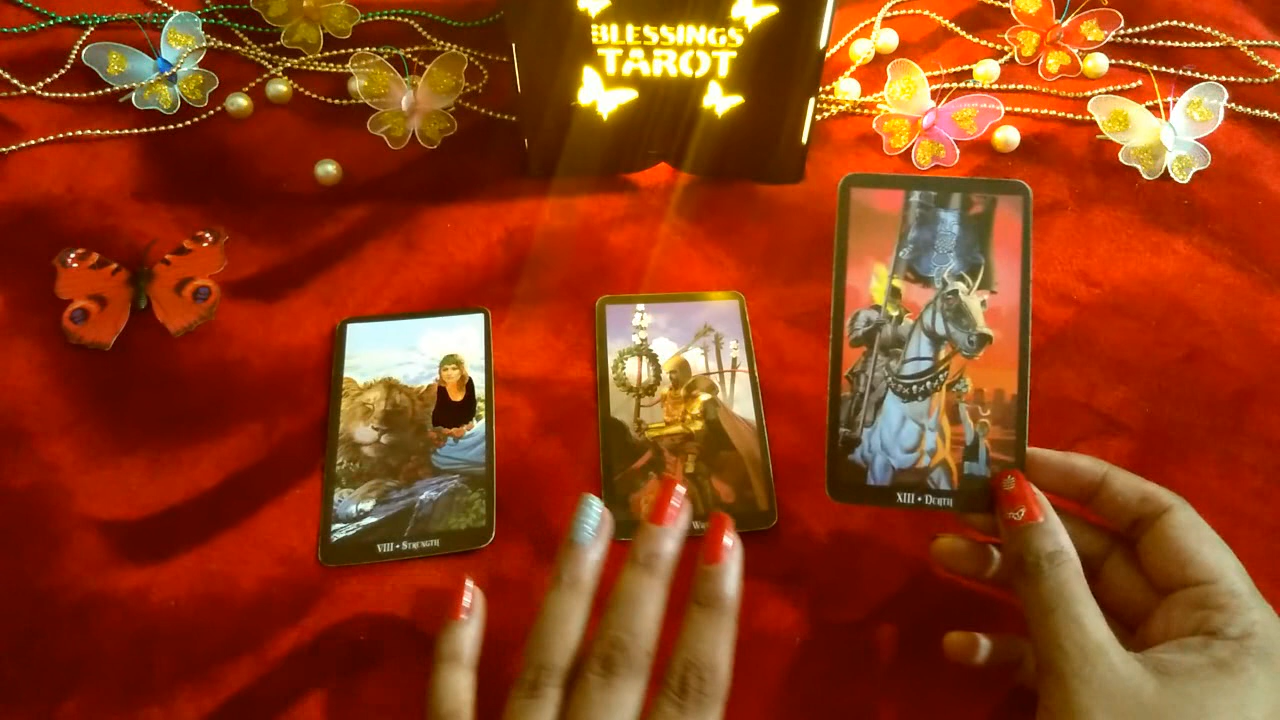 BLESSINGS
TAROT
VIII • STRENGTH
XIII • DEATH